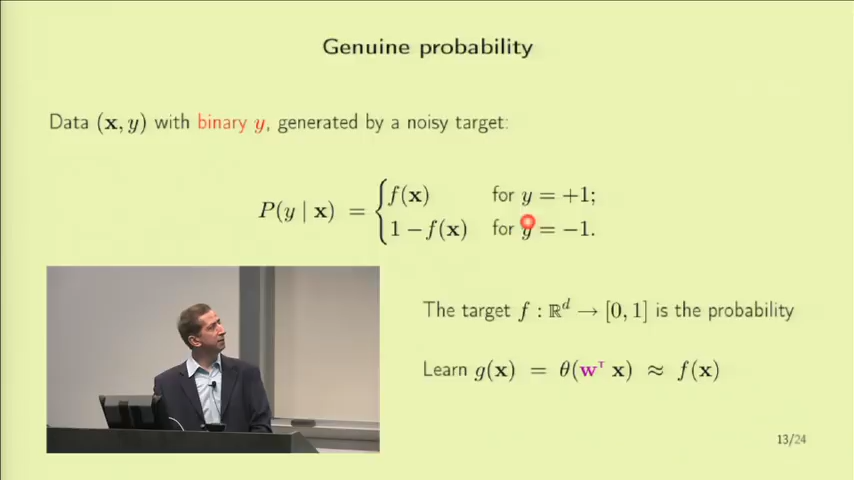 Genuine probability
Data (x, y) with binary y, generated by a noisy target:
P(y | x) = { f(x) for y = +1;
1 − f(x) for y = −1.
The target f : ℝᵈ → [0, 1] is the probability
Learn g(x) = θ(wᵀ x) ≈ f(x)
13/24